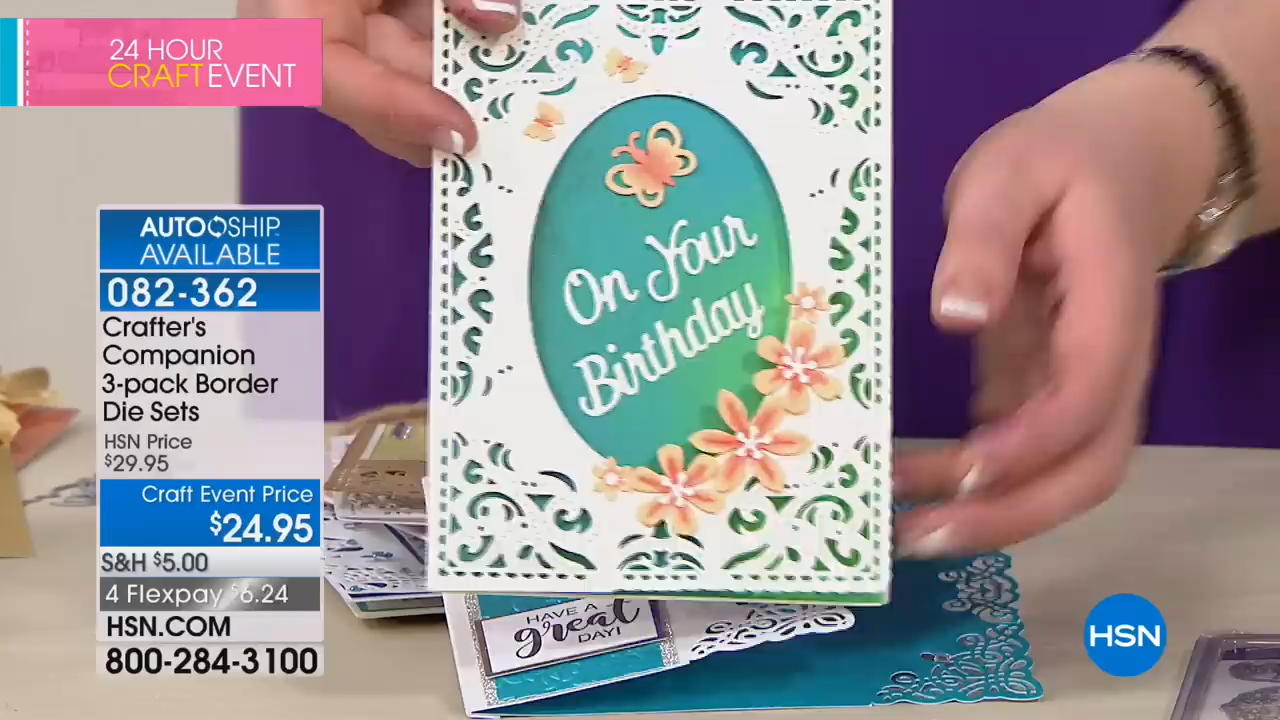 24 HOUR
CRAFT EVENT
AUTOSHIP
AVAILABLE
082-362
Crafter's
Companion
3-pack Border
Die Sets
HSN Price
$29.95
Craft Event Price
$24.95
S&H $5.00
4 Flexpay $6.24
HSN.COM
800-284-3100
On Your
Birthday
HAVE A
great
DAY!
HSN